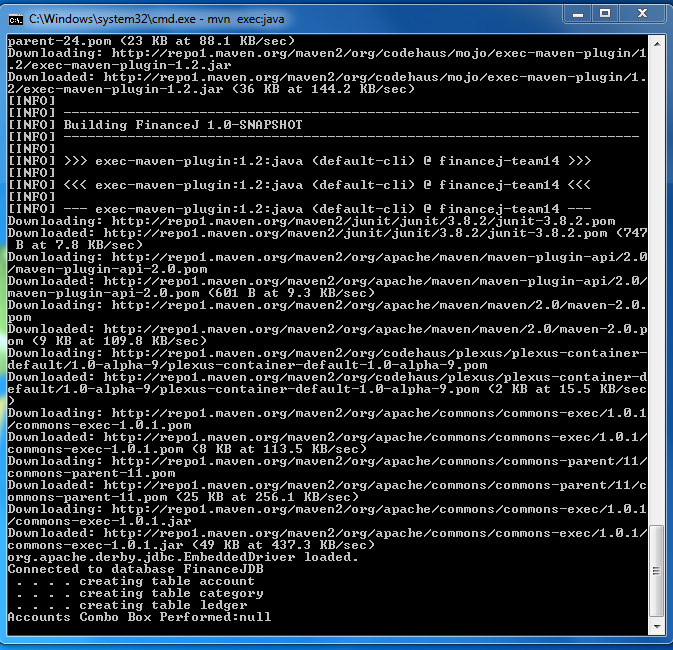 C:\Windows\system32\cmd.exe - mvn exec:java
parent-24.pom (23 KB at 88.1 KB/sec)
Downloading: http://repo1.maven.org/maven2/org/codehaus/mojo/exec-maven-plugin/1
.2/exec-maven-plugin-1.2.jar
Downloaded: http://repo1.maven.org/maven2/org/codehaus/mojo/exec-maven-plugin/1.
2/exec-maven-plugin-1.2.jar (36 KB at 144.2 KB/sec)
[INFO]
[INFO] ------------------------------------------------------------------------
[INFO] Building FinanceJ 1.0-SNAPSHOT
[INFO] ------------------------------------------------------------------------
[INFO]
[INFO] >>> exec-maven-plugin:1.2:java (default-cli) @ financej-team14 >>>
[INFO]
[INFO] <<< exec-maven-plugin:1.2:java (default-cli) @ financej-team14 <<<
[INFO]
[INFO] --- exec-maven-plugin:1.2:java (default-cli) @ financej-team14 ---
Downloading: http://repo1.maven.org/maven2/junit/junit/3.8.2/junit-3.8.2.pom
Downloaded: http://repo1.maven.org/maven2/junit/junit/3.8.2/junit-3.8.2.pom (747
 B at 7.8 KB/sec)
Downloading: http://repo1.maven.org/maven2/org/apache/maven/maven-plugin-api/2.0
/maven-plugin-api-2.0.pom
Downloaded: http://repo1.maven.org/maven2/org/apache/maven/maven-plugin-api/2.0/
maven-plugin-api-2.0.pom (601 B at 9.3 KB/sec)
Downloading: http://repo1.maven.org/maven2/org/apache/maven/maven/2.0/maven-2.0.
pom
Downloaded: http://repo1.maven.org/maven2/org/apache/maven/maven/2.0/maven-2.0.p
om (9 KB at 109.8 KB/sec)
Downloading: http://repo1.maven.org/maven2/org/codehaus/plexus/plexus-container-
default/1.0-alpha-9/plexus-container-default-1.0-alpha-9.pom
Downloaded: http://repo1.maven.org/maven2/org/codehaus/plexus/plexus-container-d
efault/1.0-alpha-9/plexus-container-default-1.0-alpha-9.pom (2 KB at 15.5 KB/sec
)
Downloading: http://repo1.maven.org/maven2/org/apache/commons/commons-exec/1.0.1
/commons-exec-1.0.1.pom
Downloaded: http://repo1.maven.org/maven2/org/apache/commons/commons-exec/1.0.1/
commons-exec-1.0.1.pom (8 KB at 113.5 KB/sec)
Downloading: http://repo1.maven.org/maven2/org/apache/commons/commons-parent/11/
commons-parent-11.pom
Downloaded: http://repo1.maven.org/maven2/org/apache/commons/commons-parent/11/c
ommons-parent-11.pom (25 KB at 256.1 KB/sec)
Downloading: http://repo1.maven.org/maven2/org/apache/commons/commons-exec/1.0.1
/commons-exec-1.0.1.jar
Downloaded: http://repo1.maven.org/maven2/org/apache/commons/commons-exec/1.0.1/
commons-exec-1.0.1.jar (49 KB at 437.3 KB/sec)
org.apache.derby.jdbc.EmbeddedDriver loaded.
Connected to database FinanceJDB
 . . . . creating table account
 . . . . creating table category
 . . . . creating table ledger
Accounts Combo Box Performed:null